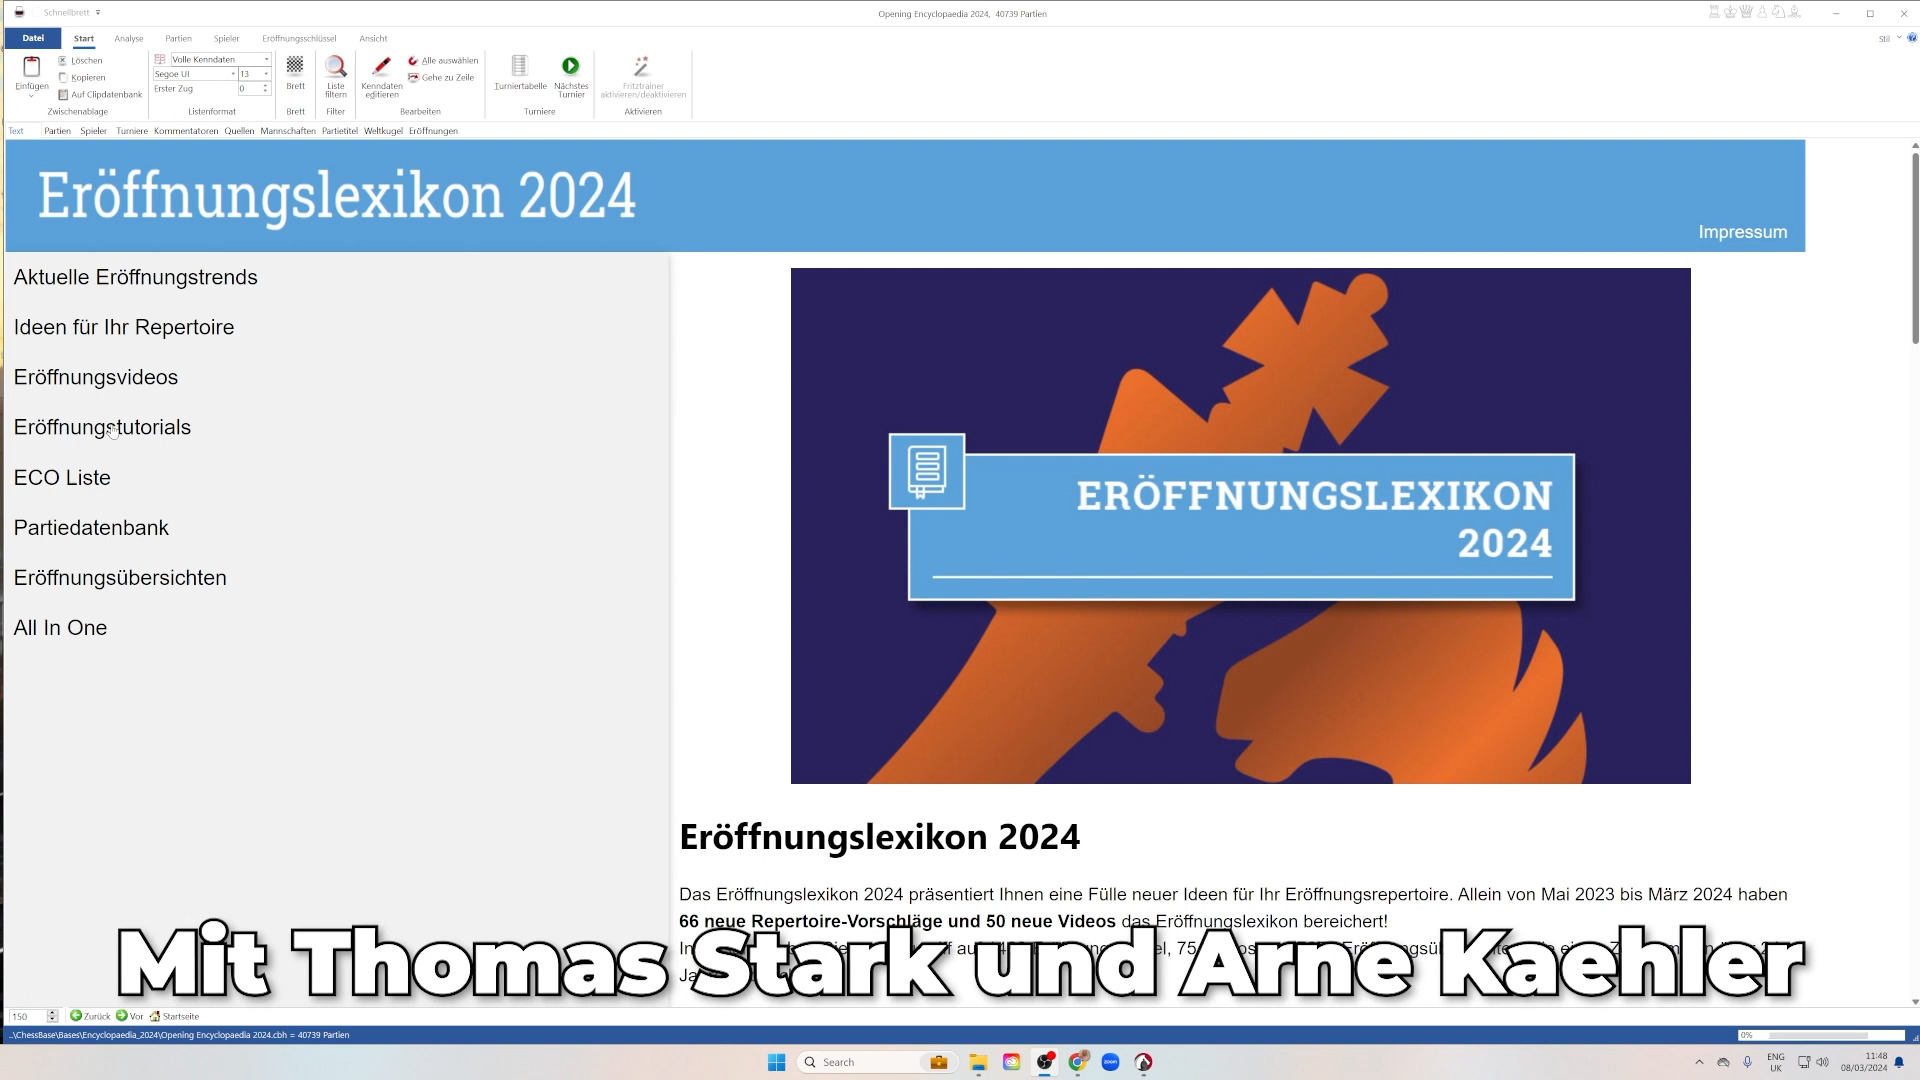 Schnellbrett
Opening Encyclopaedia 2024, 40739 Partien
Datei Start Analyse Partien Spieler Eröffnungsschlüssel Ansicht
Stil
Einfügen
Löschen
Kopieren
Auf Clipdatenbank
Zwischenablage
Volle Kenndaten
Segoe UI 13
Erster Zug 0
Listenformat
Brett
Brett
Liste filtern
Filter
Kenndaten editieren
Alle auswählen
Gehe zu Zeile
Bearbeiten
Turniertabelle
Nächstes Turnier
Turniere
Fritztrainer aktivieren/deaktivieren
Aktivieren
Text Partien Spieler Turniere Kommentatoren Quellen Mannschaften Partietitel Weltkugel Eröffnungen
Eröffnungslexikon 2024
Impressum
Aktuelle Eröffnungstrends
Ideen für Ihr Repertoire
Eröffnungsvideos
Eröffnungstutorials
ECO Liste
Partiedatenbank
Eröffnungsübersichten
All In One
ERÖFFNUNGSLEXIKON
2024
Eröffnungslexikon 2024
Das Eröffnungslexikon 2024 präsentiert Ihnen eine Fülle neuer Ideen für Ihr Eröffnungsrepertoire. Allein von Mai 2023 bis März 2024 haben
66 neue Repertoire-Vorschläge und 50 neue Videos das Eröffnungslexikon bereichert!
Mit Thomas Stark und Arne Kaehler
150 Zurück Vor Startseite
..\ChessBase\Bases\Encyclopaedia_2024\Opening Encyclopaedia 2024.cbh = 40739 Partien
0%
Search
zoom
ENG
UK
11:48
08/03/2024